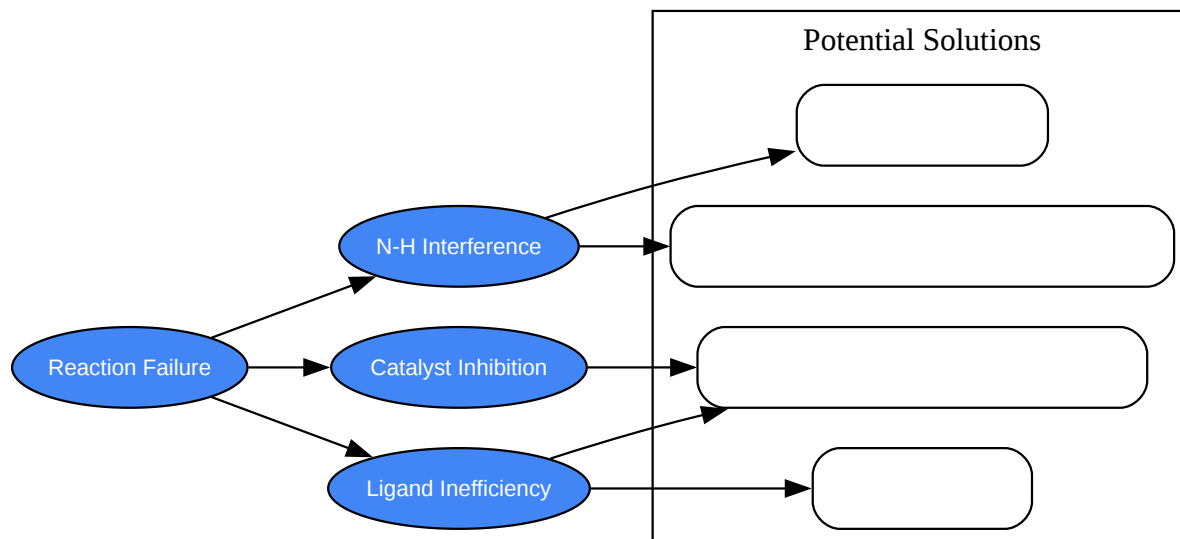 Potential Solutions
N-H Interference
Reaction Failure
Catalyst Inhibition
Ligand Inefficiency